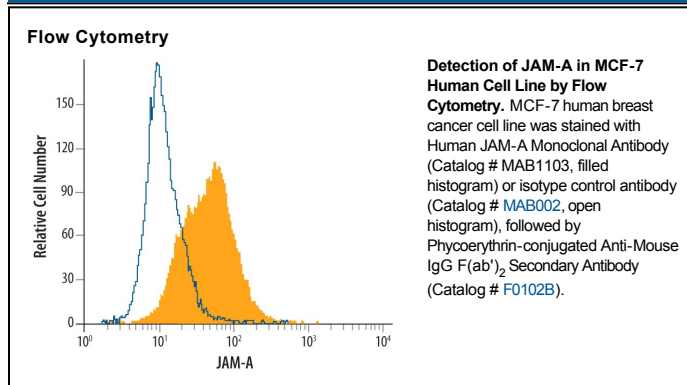 Flow Cytometry
Relative Cell Number
150
120
90
60
30
0
10⁰ 10¹ 10² 10³ 10⁴
JAM-A
Detection of JAM-A in MCF-7
Human Cell Line by Flow
Cytometry. MCF-7 human breast
cancer cell line was stained with
Human JAM-A Monoclonal Antibody
(Catalog # MAB1103, filled
histogram) or isotype control antibody
(Catalog # MAB002, open
histogram), followed by
Phycoerythrin-conjugated Anti-Mouse
IgG F(ab')₂ Secondary Antibody
(Catalog # F0102B).